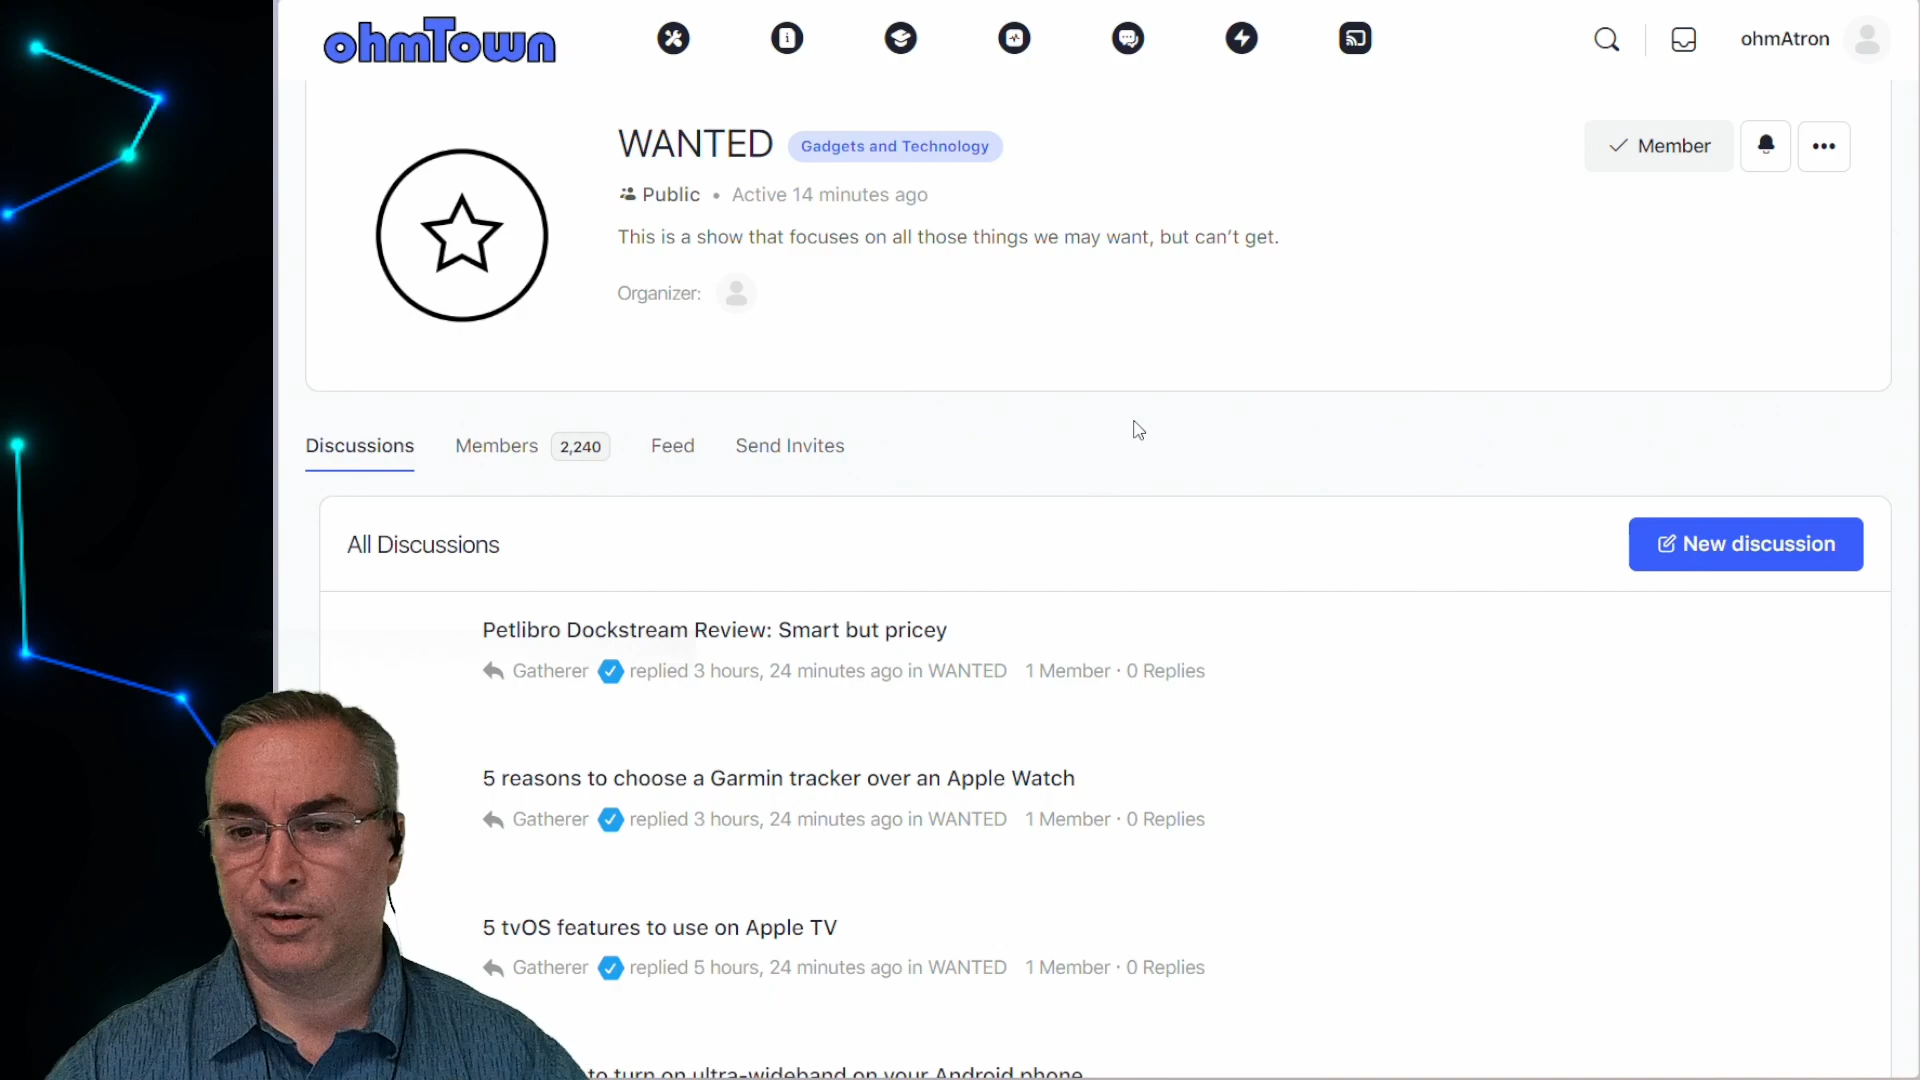 ohmTown
ohmAtron
WANTED Gadgets and Technology
Member
Public • Active 14 minutes ago
This is a show that focuses on all those things we may want, but can't get.
Organizer:
Discussions Members 2,240 Feed Send Invites
All Discussions
New discussion
Petlibro Dockstream Review: Smart but pricey
Gatherer replied 3 hours, 24 minutes ago in WANTED 1 Member · 0 Replies
5 reasons to choose a Garmin tracker over an Apple Watch
Gatherer replied 3 hours, 24 minutes ago in WANTED 1 Member · 0 Replies
5 tvOS features to use on Apple TV
Gatherer replied 5 hours, 24 minutes ago in WANTED 1 Member · 0 Replies
to turn on ultra-wideband on your Android phone